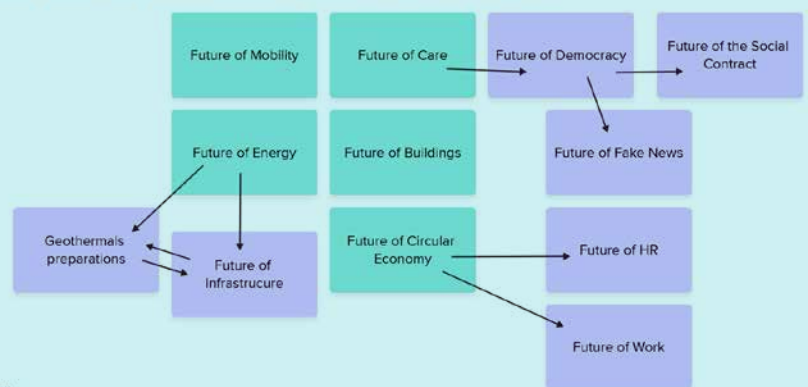 Future of Mobility
Future of Care
Future of Democracy
Future of the Social
Contract
Future of Energy
Future of Buildings
Future of Fake News
Geothermals
preparations
Future of
Infrastrucure
Future of Circular
Economy
Future of HR
Future of Work